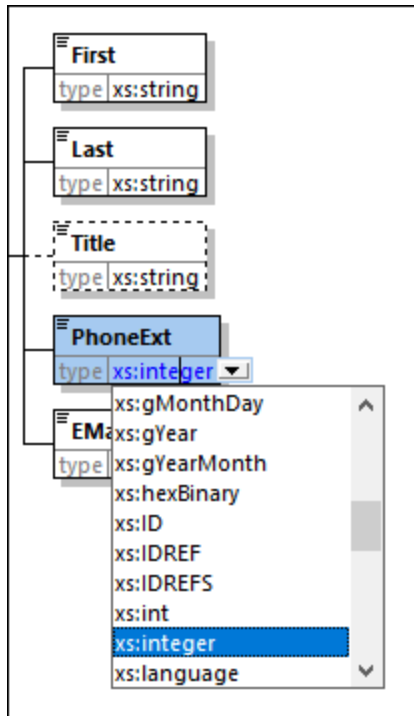 First
type xs:string
Last
type xs:string
Title
type xs:string
PhoneExt
type xs:integer
xs:gMonthDay
xs:gYear
xs:gYearMonth
xs:hexBinary
xs:ID
xs:IDREF
xs:IDREFS
xs:int
xs:integer
xs:language
EMa
type